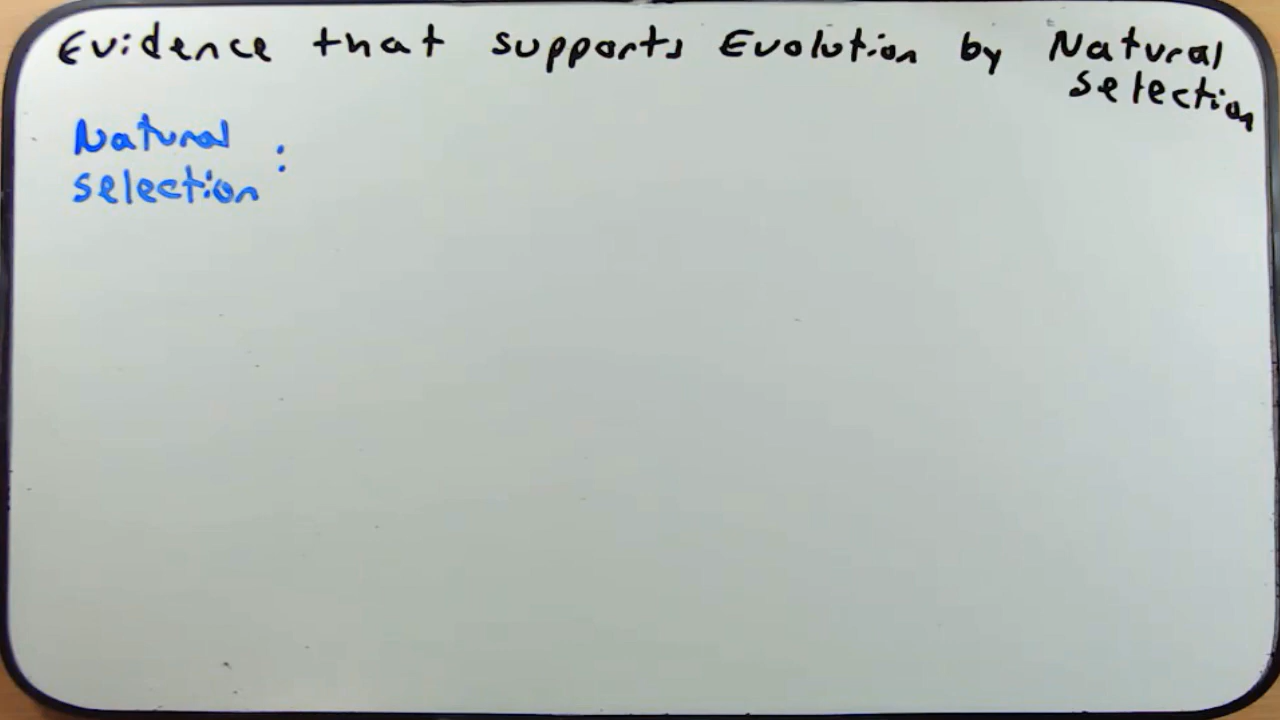 Evidence that supports Evolution by Natural
Selection
Natural
selection :